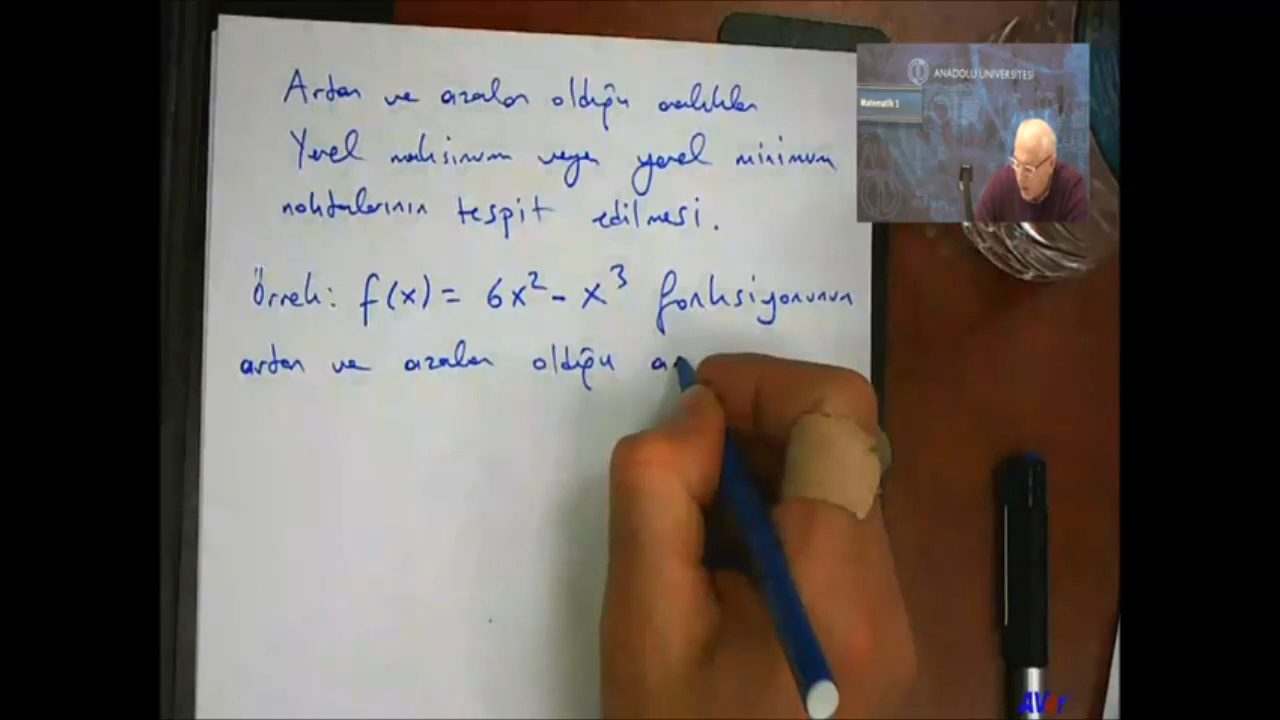 Artan ve azalan olduğu aralıklar
Yerel maksimum veya yerel minimum
noktalarının tespit edilmesi.
Örnek: f(x) = 6x² - x³ fonksiyonunun
artan ve azalan olduğu a
ANADOLU ÜNİVERSİTESİ
Matematik 1